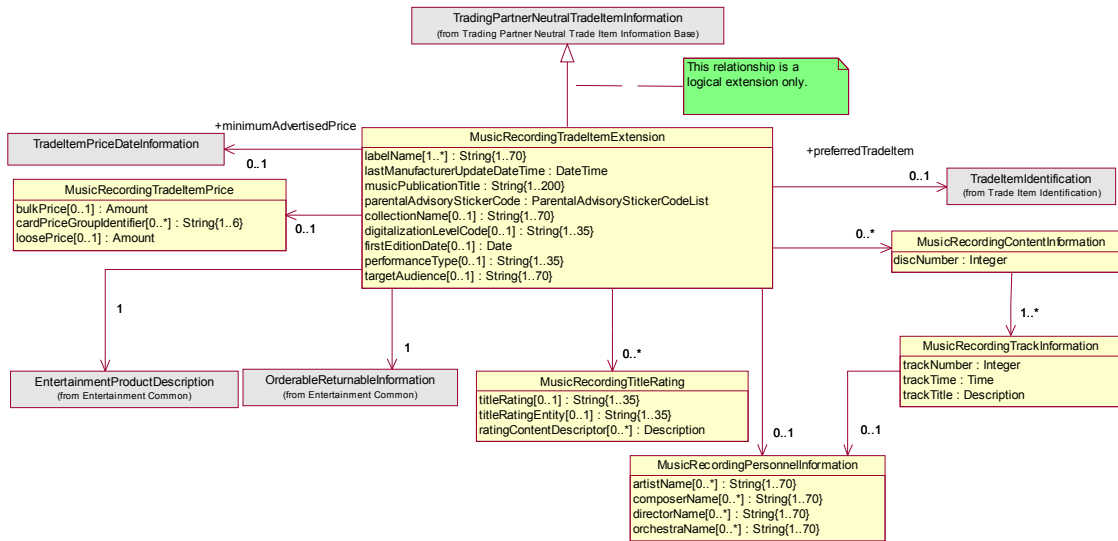 TradingPartnerNeutralTradeItemInformation
(from Trading Partner Neutral Trade Item Information Base)
This relationship is a
logical extension only.
+minimumAdvertisedPrice
TradeItemPriceDateInformation
0..1
MusicRecordingTradeItemExtension
labelName[1..*] : String{1..70}
lastManufacturerUpdateDateTime : DateTime
musicPublicationTitle : String{1..200}
parentalAdvisoryStickerCode : ParentalAdvisoryStickerCodeList
collectionName[0..1] : String{1..70}
digitalizationLevelCode[0..1] : String{1..35}
firstEditionDate[0..1] : Date
performanceType[0..1] : String{1..35}
targetAudience[0..1] : String{1..70}
+preferredTradeItem
0..1
TradeItemIdentification
(from Trade Item Identification)
MusicRecordingTradeItemPrice
bulkPrice[0..1] : Amount
cardPriceGroupIdentifier[0..*] : String{1..6}
loosePrice[0..1] : Amount
0..1
0..*
MusicRecordingContentInformation
discNumber : Integer
1
1
0..*
1..*
EntertainmentProductDescription
(from Entertainment Common)
OrderableReturnableInformation
(from Entertainment Common)
MusicRecordingTitleRating
titleRating[0..1] : String{1..35}
titleRatingEntity[0..1] : String{1..35}
ratingContentDescriptor[0..*] : Description
MusicRecordingTrackInformation
trackNumber : Integer
trackTime : Time
trackTitle : Description
0..1
0..1
MusicRecordingPersonnelInformation
artistName[0..*] : String{1..70}
composerName[0..*] : String{1..70}
directorName[0..*] : String{1..70}
orchestraName[0..*] : String{1..70}